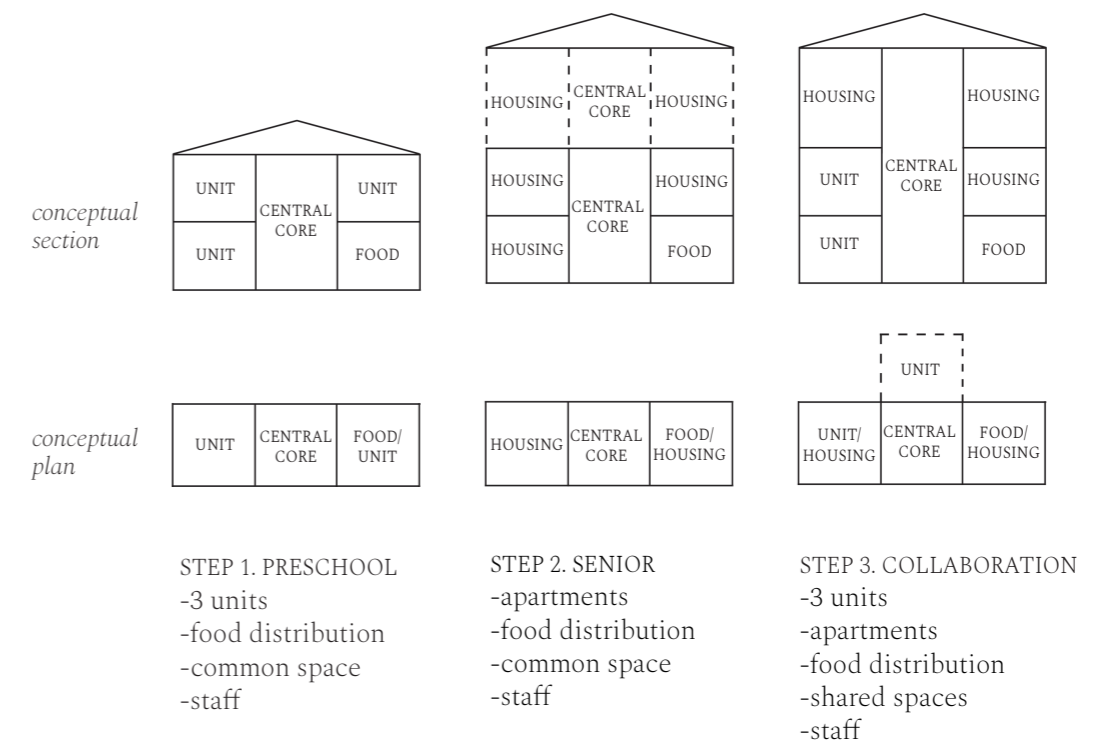 HOUSING
CENTRAL
CORE
HOUSING
HOUSING
HOUSING
CENTRAL
CORE
HOUSING
FOOD
HOUSING
HOUSING
UNIT
CENTRAL
CORE
HOUSING
UNIT
FOOD
conceptual
section
UNIT
CENTRAL
CORE
UNIT
UNIT
FOOD
conceptual
plan
UNIT
CENTRAL
CORE
FOOD/
UNIT
HOUSING
CENTRAL
CORE
FOOD/
HOUSING
UNIT
UNIT/
HOUSING
CENTRAL
CORE
FOOD/
HOUSING
STEP 1. PRESCHOOL
-3 units
-food distribution
-common space
-staff
STEP 2. SENIOR
-apartments
-food distribution
-common space
-staff
STEP 3. COLLABORATION
-3 units
-apartments
-food distribution
-shared spaces
-staff